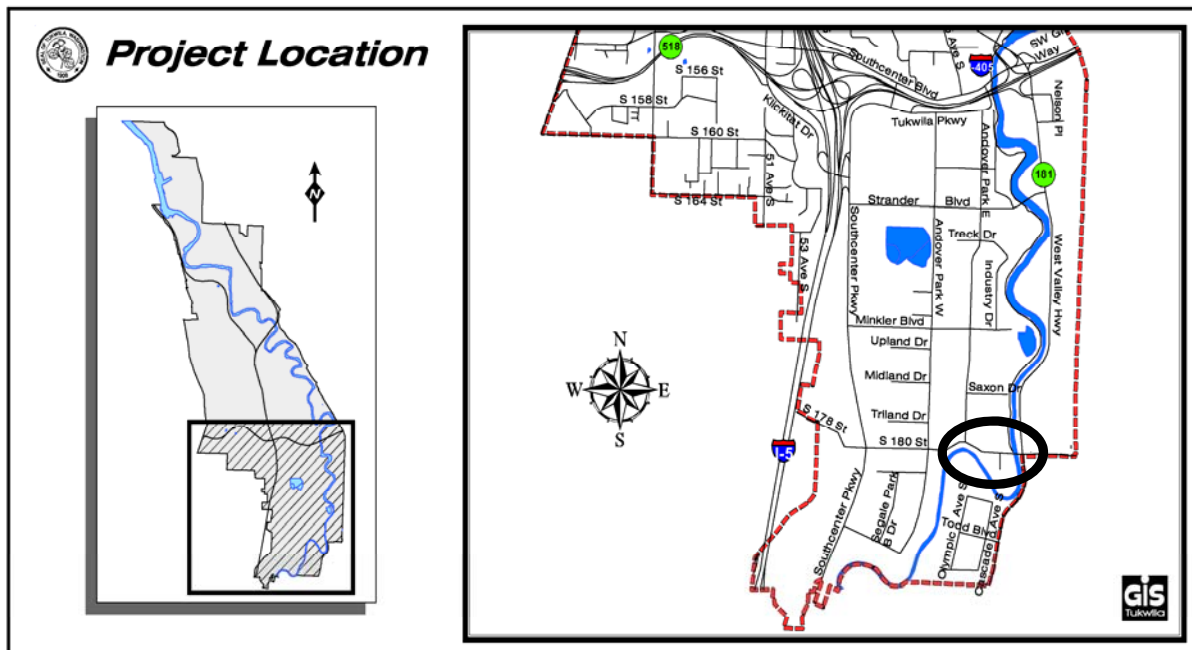 Project Location
N
518
S 156 St
S 158 St
Klickitat Dr
S 160 St
51 Ave S
S 164 St
53 Ave S
Southcenter Blvd
I-405
SW
Way
Nelson Pl
Tukwila Pkwy
Andover Park E
181
Strander Blvd
Treck Dr
Southcenter Pkwy
Andover Park W
Industry Dr
West Valley Hwy
Minkler Blvd
Upland Dr
Midland Dr
Saxon Dr
Triland Dr
S 178 St
S 180 St
N
W E
S
I-5
Southcenter Pkwy
Segale Park
B Dr
Olympic Ave S
Todd Blvd
Cascade Ave S
GIS
Tukwila